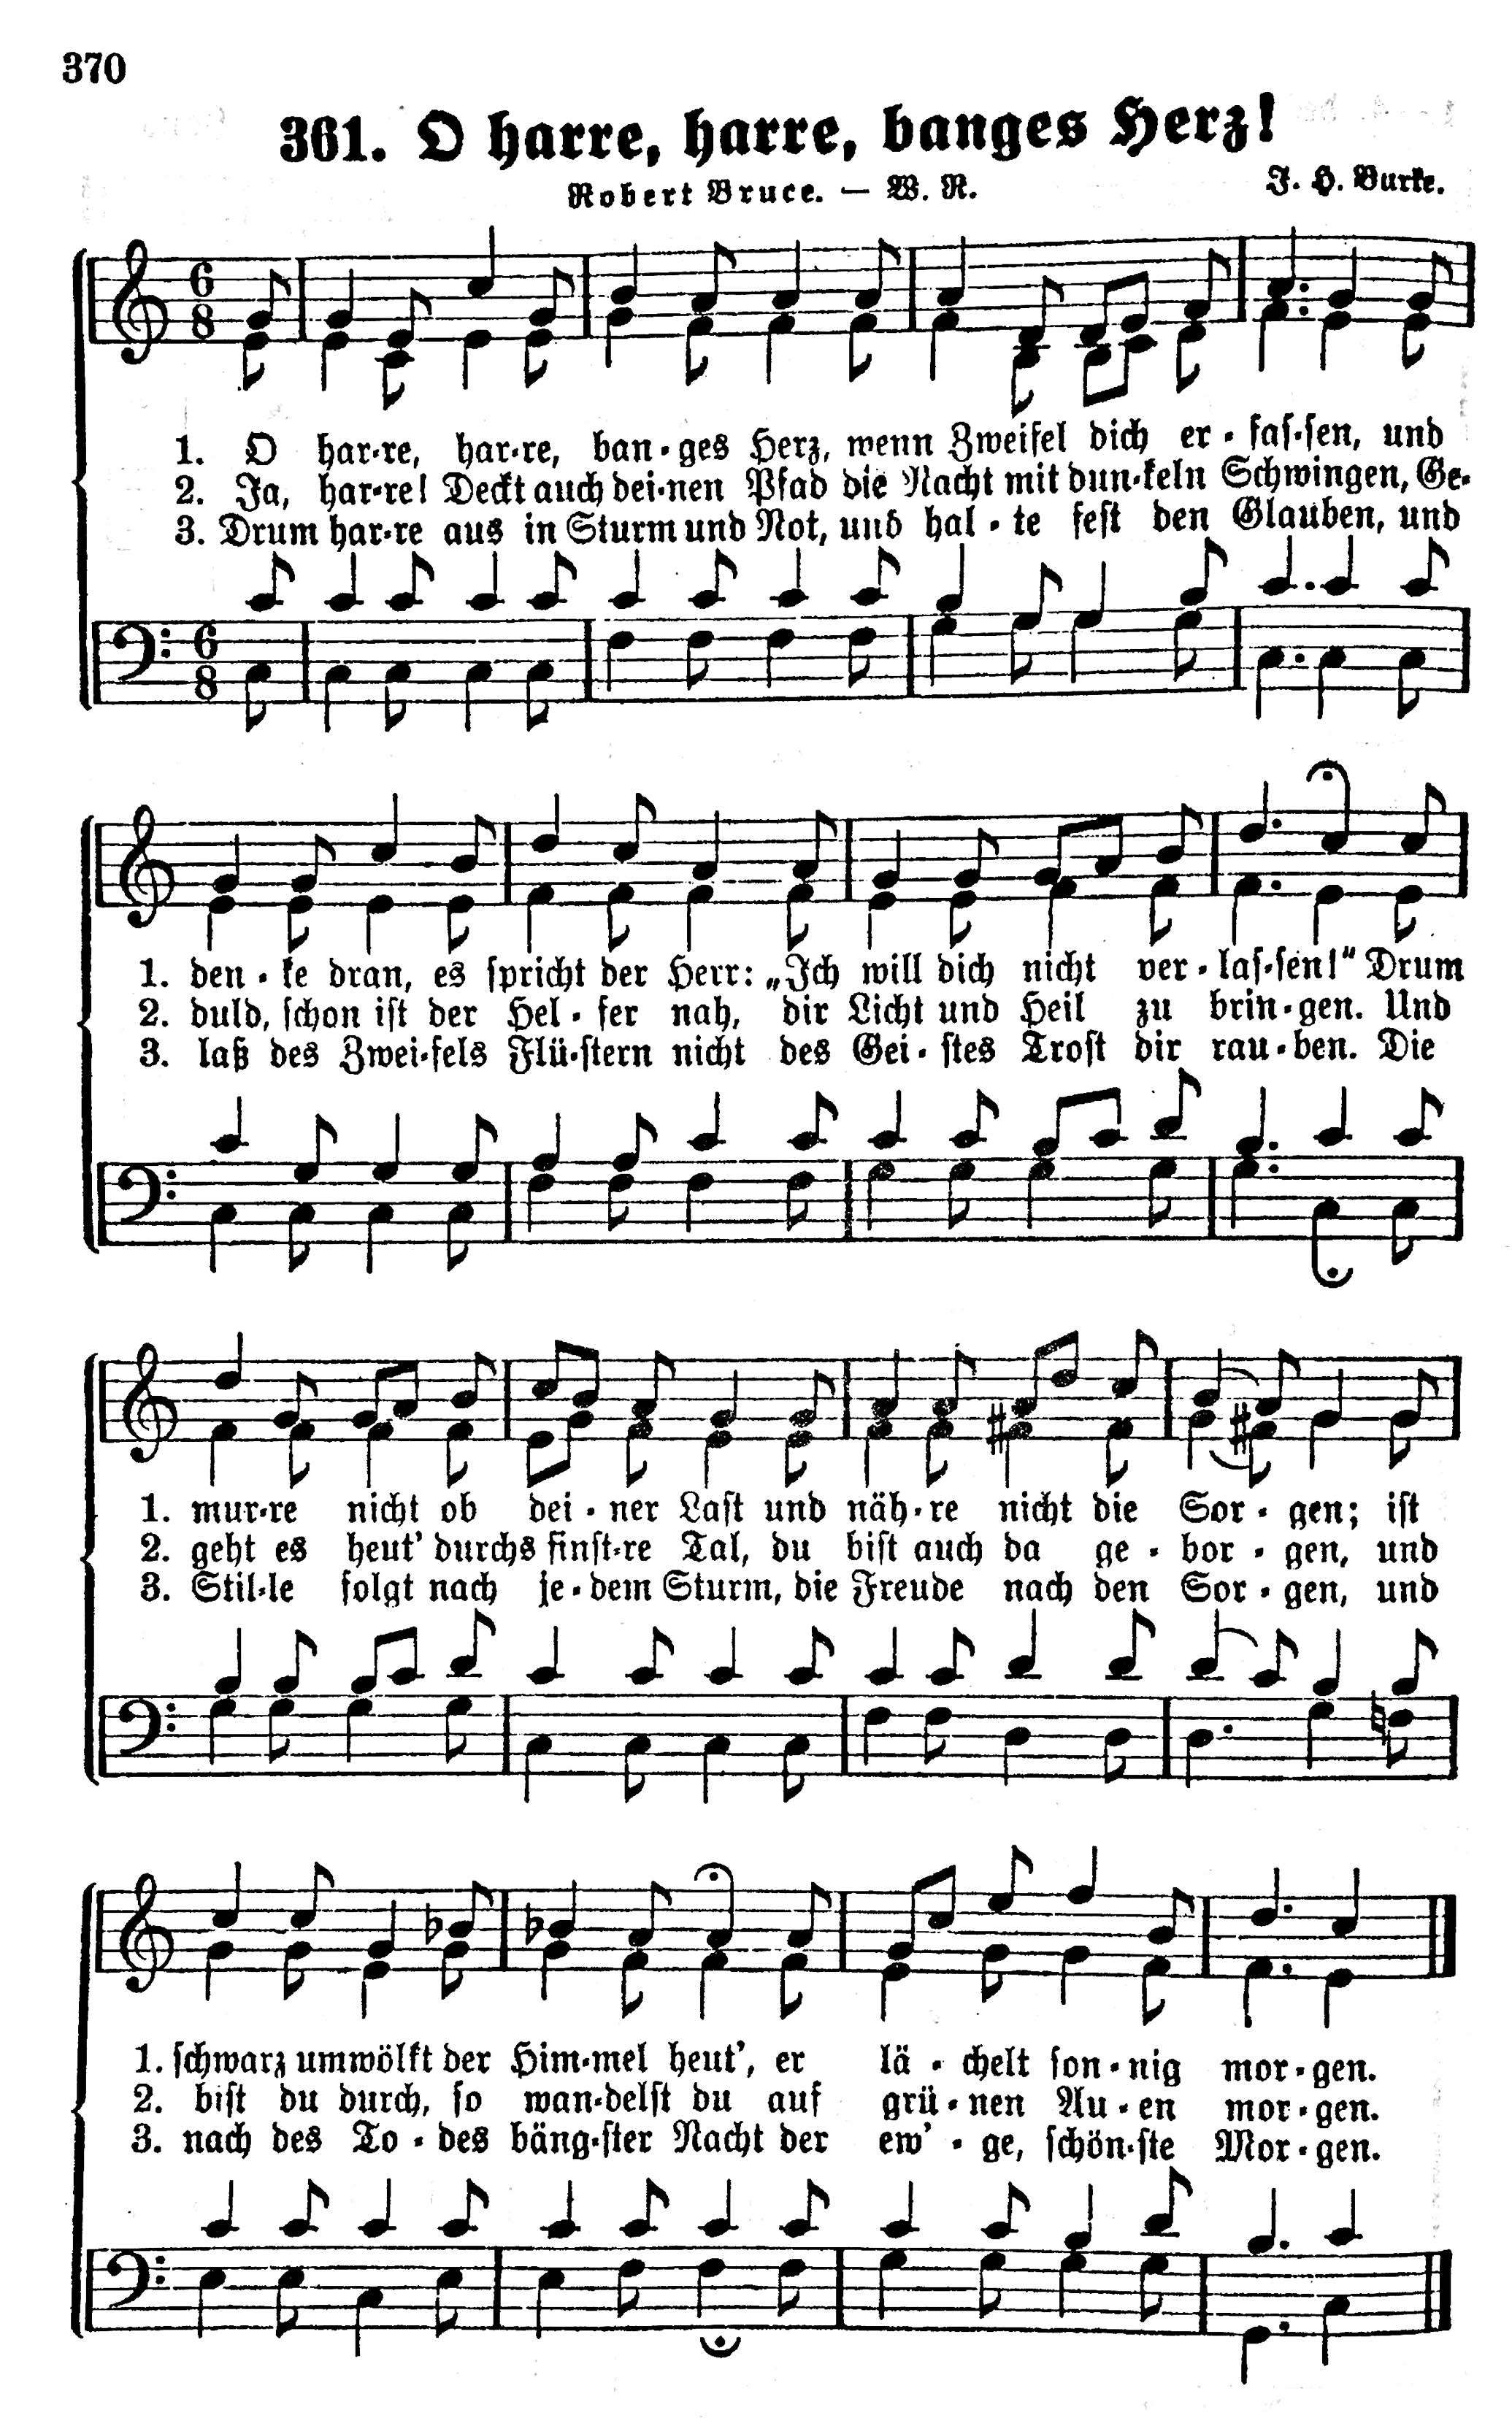 370
361. O harre, harre, banges Herz!
Robert Bruce. — W. R.
J. H. Burke.
6
8
1. O har-re, har-re, ban-ges Herz, wenn Zweifel dich er-fas-sen, und
2. Ja, har-re! Deckt auch dei-nen Pfad die Nacht mit dun-keln Schwingen, Ge-
3. Drum har-re aus in Sturm und Not, und hal-te fest den Glauben, und
6
8
1. den-ke dran, es spricht der Herr: „Ich will dich nicht ver-las-sen!“ Drum
2. duld, schon ist der Hel-fer nah, dir Licht und Heil zu brin-gen. Und
3. laß des Zwei-fels Flü-stern nicht des Gei-stes Trost dir rau-ben. Die
1. mur-re nicht ob dei-ner Last und näh-re nicht die Sor-gen; ist
2. geht es heut' durchs finst-re Tal, du bist auch da ge-bor-gen, und
3. Stil-le folgt nach je-dem Sturm, die Freude nach den Sor-gen, und
1. schwarz umwölkt der Him-mel heut', er lä-chelt son-nig mor-gen.
2. bist du durch, so wan-delst du auf grü-nen Au-en mor-gen.
3. nach des To-des bäng-ster Nacht der ew'-ge, schön-ste Mor-gen.